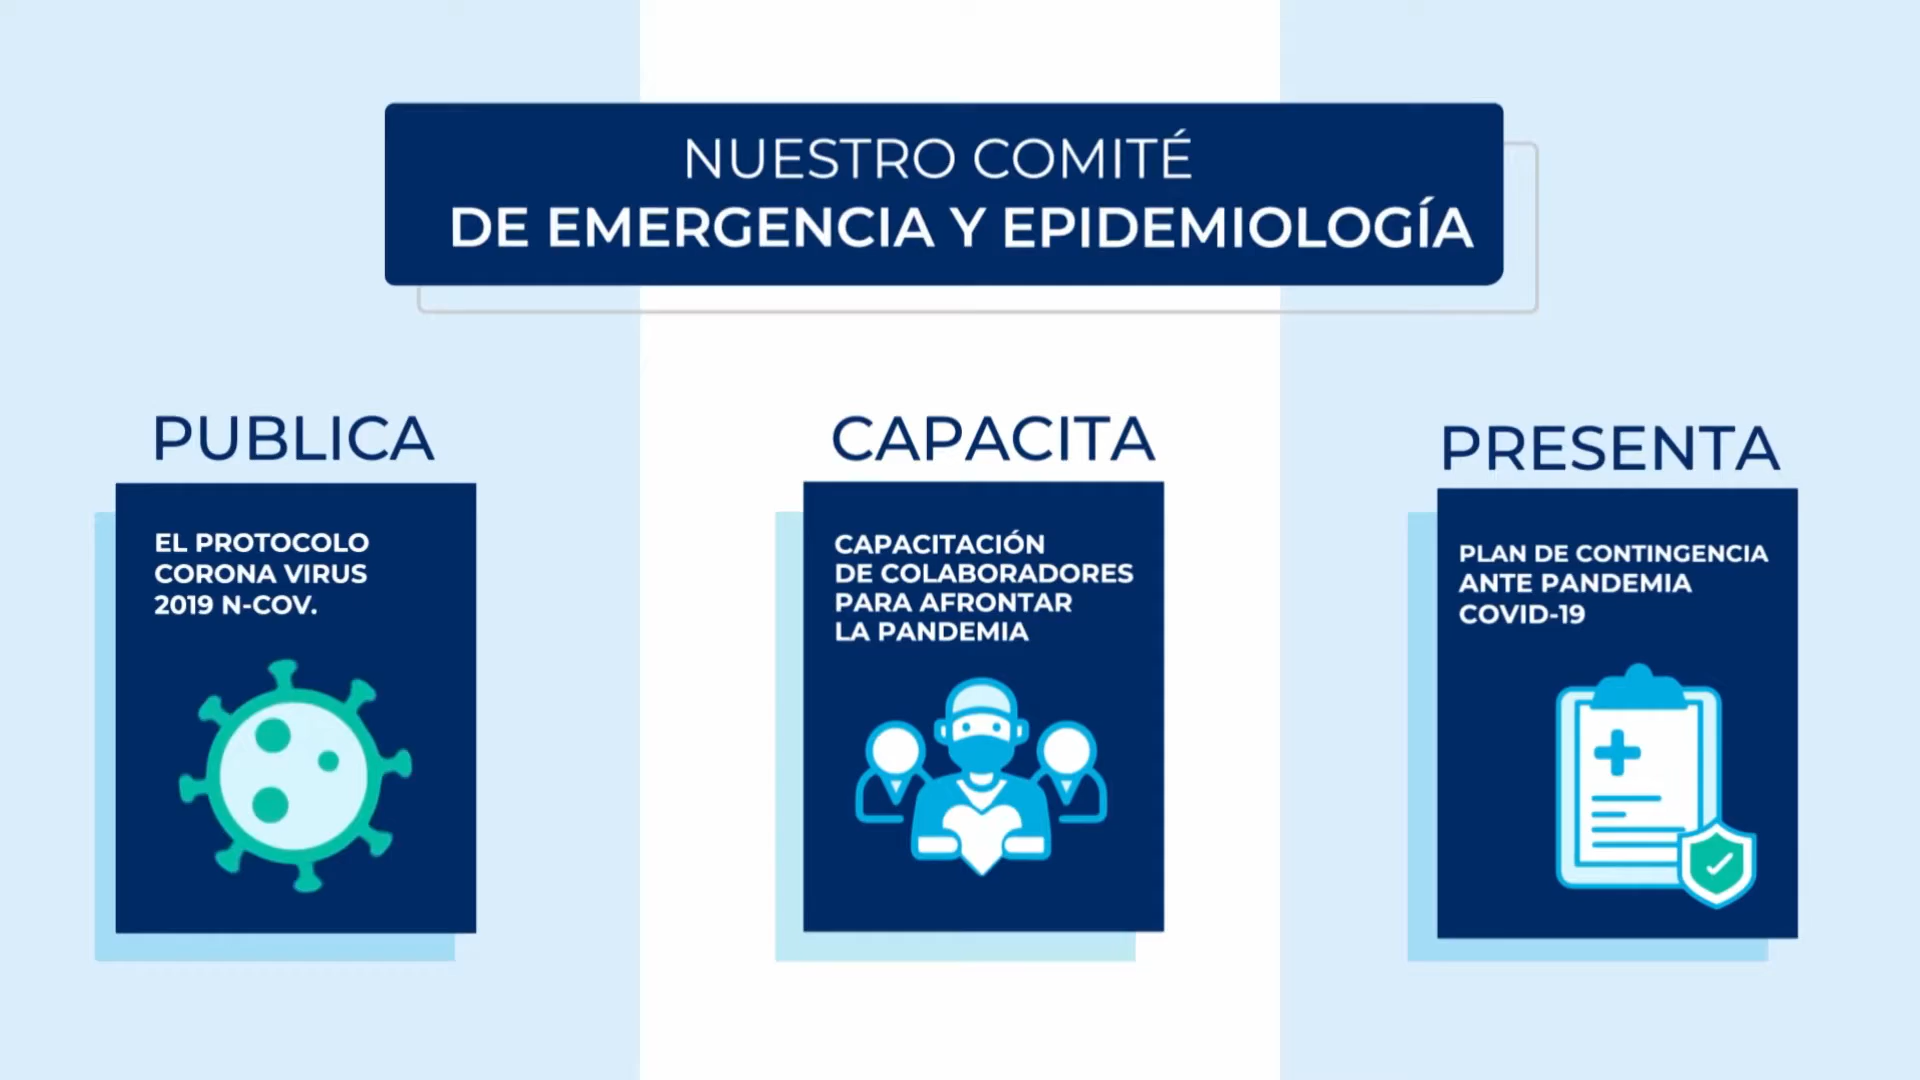 NUESTRO COMITÉ
DE EMERGENCIA Y EPIDEMIOLOGÍA
PUBLICA
EL PROTOCOLO
CORONA VIRUS
2019 N-COV.
CAPACITA
CAPACITACIÓN
DE COLABORADORES
PARA AFRONTAR
LA PANDEMIA
PRESENTA
PLAN DE CONTINGENCIA
ANTE PANDEMIA
COVID-19